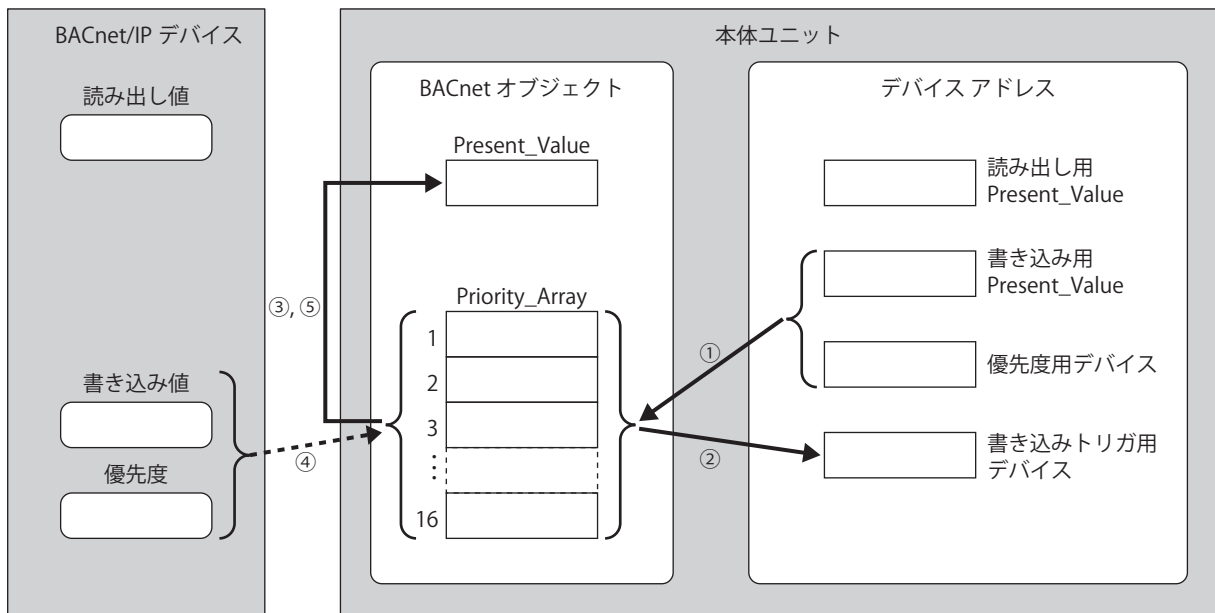 BACnet/IP デバイス
読み出し値
書き込み値
優先度
③, ⑤
④
本体ユニット
BACnet オブジェクト
Present_Value
Priority_Array
1
2
3
⋮
16
①
②
デバイス アドレス
読み出し用
Present_Value
書き込み用
Present_Value
優先度用デバイス
書き込みトリガ用
デバイス